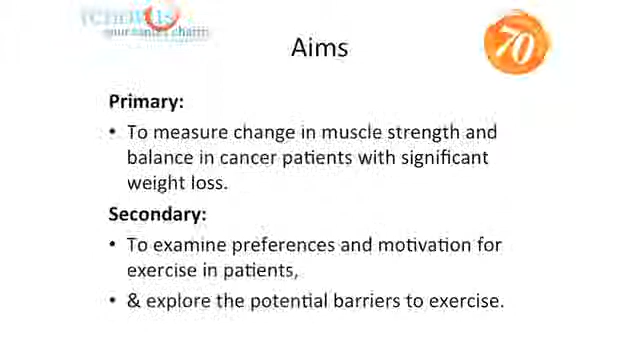 Aims
70
Primary:
• To measure change in muscle strength and
balance in cancer patients with significant
weight loss.
Secondary:
• To examine preferences and motivation for
exercise in patients,
• & explore the potential barriers to exercise.